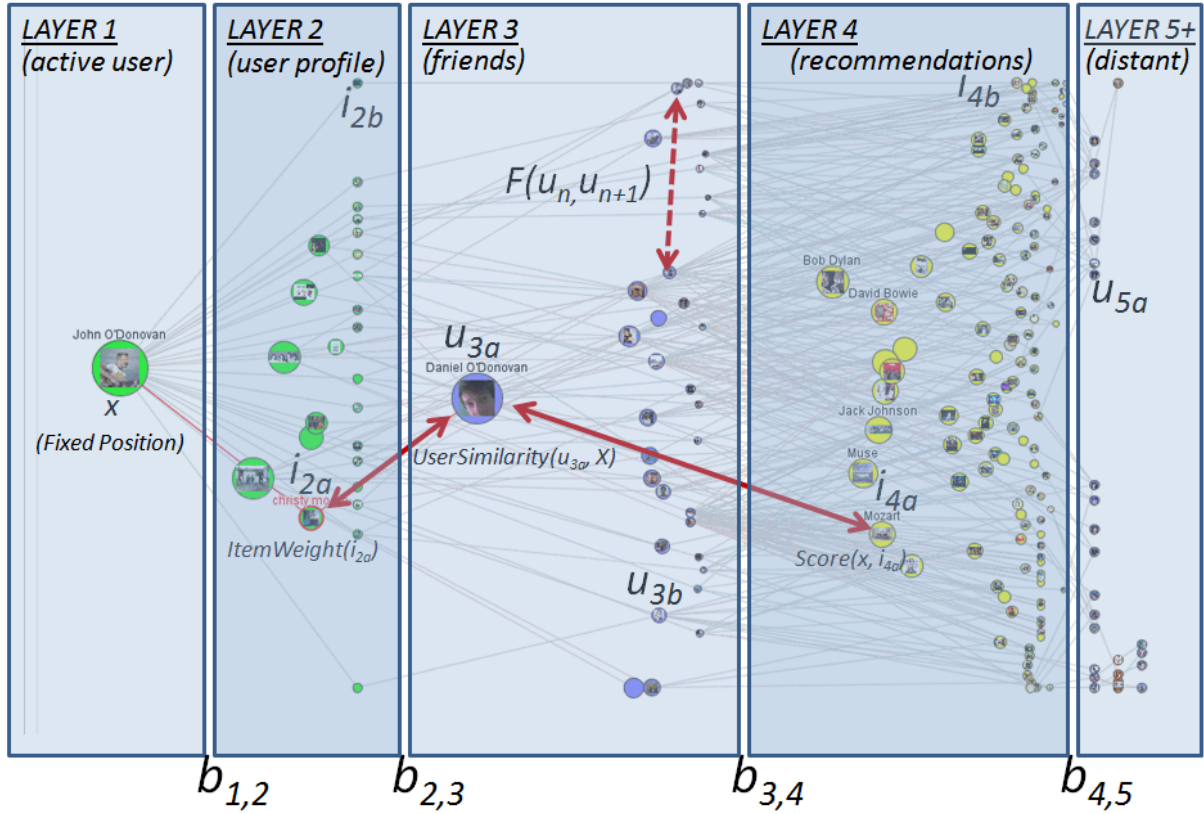 LAYER 1
(active user)
LAYER 2
(user profile)
LAYER 3
(friends)
LAYER 4
(recommendations)
LAYER 5+
(distant)
i2b
i4b
F(un,un+1)
Bob Dylan
David Bowie
u5a
John O'Donovan
u3a
Daniel O'Donovan
x
(Fixed Position)
Jack Johnson
UserSimilarity(u3a, X)
Muse
i2a
i4a
christy mo
Mozart
ItemWeight(i2a)
Score(x, i4a)
u3b
b1,2
b2,3
b3,4
b4,5